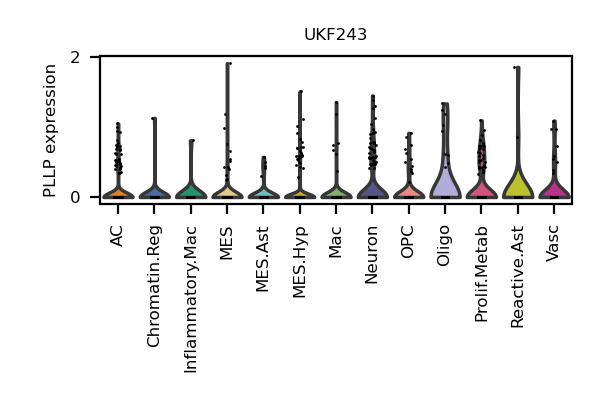 UKF243
PLLP expression
2
0
AC
Chromatin.Reg
Inflammatory.Mac
MES
MES.Ast
MES.Hyp
Mac
Neuron
OPC
Oligo
Prolif.Metab
Reactive.Ast
Vasc